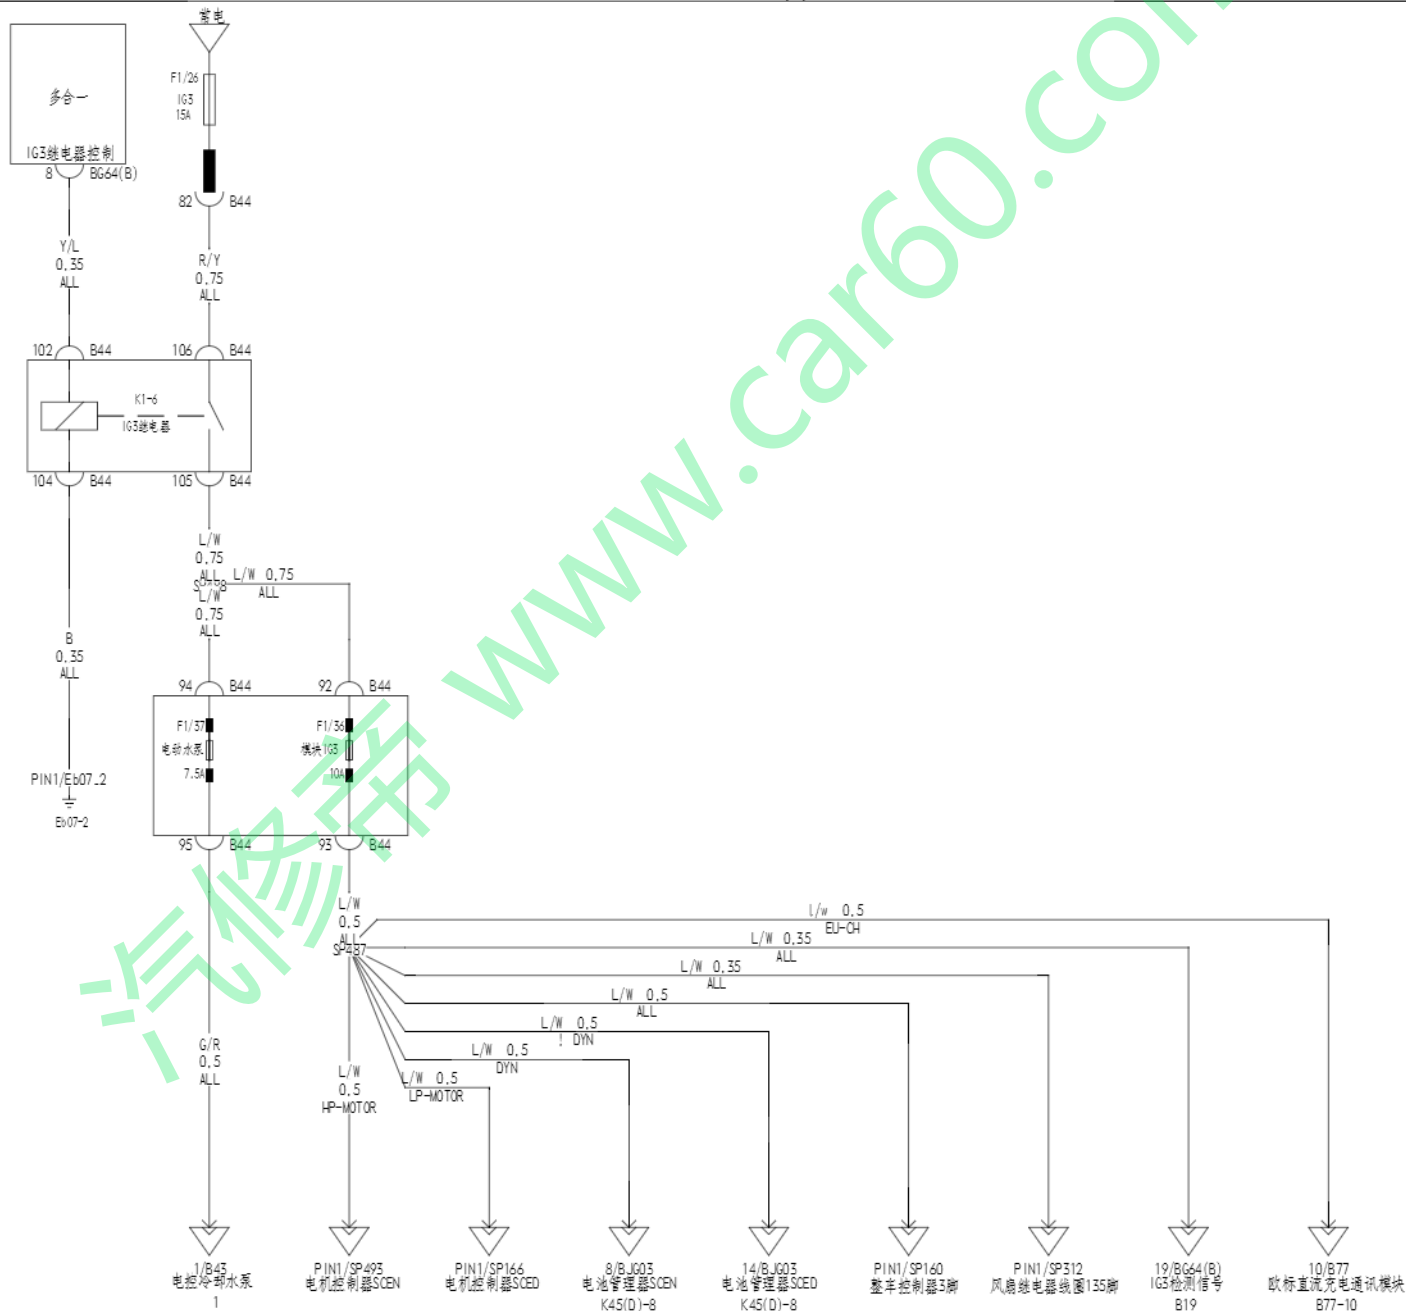 常电
F1/26
IG3
15A
多合一
IG3继电器控制
8 BG64(B)
82 B44
Y/L
0.35
ALL
R/Y
0.75
ALL
102 B44
106 B44
K1-6
IG3继电器
104 B44
105 B44
L/W
0.75
ALL
L/W 0.75
ALL
L/W
0.75
ALL
B
0.35
ALL
94 B44
92 B44
F1/37
电动水泵
7.5A
F1/36
模块IG3
10A
PIN1/Eb07_2
Eb07-2
95 B44
93 B44
L/W
0.5
ALL
SP487
l/w 0.5
EU-CH
L/W 0.35
ALL
L/W 0.35
ALL
L/W 0.5
ALL
L/W 0.5
! DYN
L/W 0.5
DYN
L/W 0.5
LP-MOTOR
G/R
0.5
ALL
L/W
0.5
HP-MOTOR
1/B43
电控冷却水泵
1
PIN1/SP493
电机控制器SCEN
PIN1/SP166
电机控制器SCED
8/BJG03
电池管理器SCEN
K45(D)-8
14/BJG03
电池管理器SCED
K45(D)-8
PIN1/SP160
整车控制器3脚
PIN1/SP312
风扇继电器线圈135脚
19/BG64(B)
IG3检测信号
B19
10/B77
欧标直流充电通讯模块
B77-10
汽修帝 www.car60.com